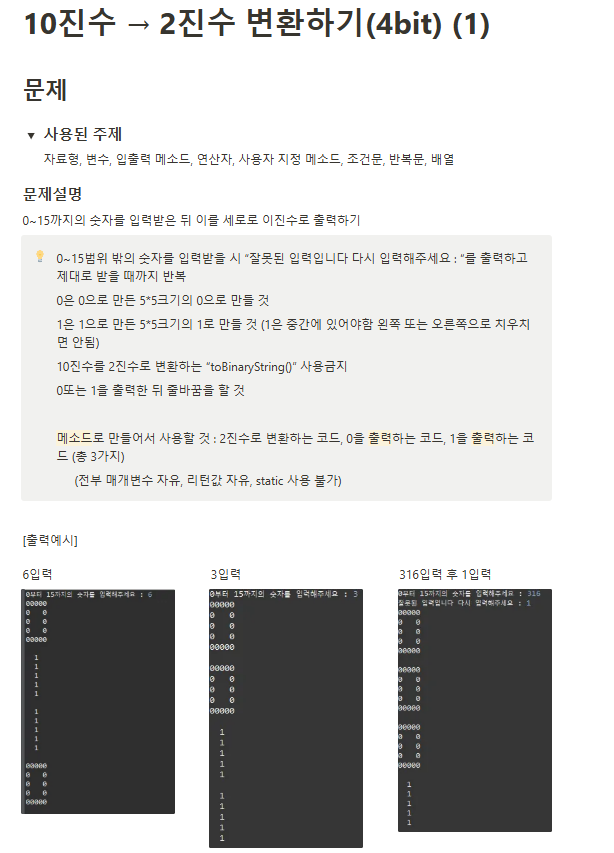 10진수 → 2진수 변환하기(4bit) (1)
문제
▼ 사용된 주제
자료형, 변수, 입출력 메소드, 연산자, 사용자 지정 메소드, 조건문, 반복문, 배열
문제설명
0~15까지의 숫자를 입력받은 뒤 이를 세로로 이진수로 출력하기
0~15범위 밖의 숫자를 입력받을 시 “잘못된 입력입니다 다시 입력해주세요 : ”를 출력하고
제대로 받을 때까지 반복
0은 0으로 만든 5*5크기의 0으로 만들 것
1은 1으로 만든 5*5크기의 1로 만들 것 (1은 중간에 있어야함 왼쪽 또는 오른쪽으로 치우치
면 안됨)
10진수를 2진수로 변환하는 “toBinaryString()” 사용금지
0또는 1을 출력한 뒤 줄바꿈을 할 것
메소드로 만들어서 사용할 것 : 2진수로 변환하는 코드, 0을 출력하는 코드, 1을 출력하는 코
드 (총 3가지)
(전부 매개변수 자유, 리턴값 자유, static 사용 불가)
[출력예시]
6입력
0부터 15까지의 숫자를 입력해주세요 : 6
00000
0   0
0   0
0   0
00000
  1
  1
  1
  1
  1
  1
  1
  1
  1
  1
00000
0   0
0   0
0   0
00000
3입력
0부터 15까지의 숫자를 입력해주세요 : 3
00000
0   0
0   0
0   0
00000
00000
0   0
0   0
0   0
00000
  1
  1
  1
  1
  1
  1
  1
  1
  1
  1
316입력 후 1입력
0부터 15까지의 숫자를 입력해주세요 : 316
잘못된 입력입니다 다시 입력해주세요 : 1
00000
0   0
0   0
0   0
00000
00000
0   0
0   0
0   0
00000
00000
0   0
0   0
0   0
00000
  1
  1
  1
  1
  1